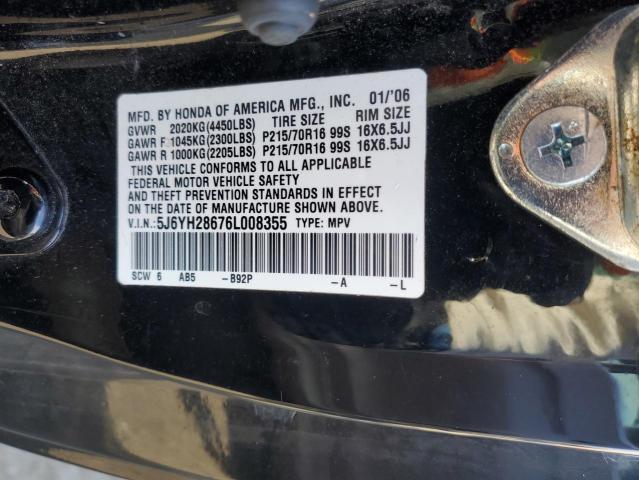 MFD. BY HONDA OF AMERICA MFG., INC. 01/'06
GVWR 2020KG(4450LBS) TIRE SIZE RIM SIZE
GAWR F 1045KG(2300LBS) P215/70R16 99S 16X6.5JJ
GAWR R 1000KG(2205LBS) P215/70R16 99S 16X6.5JJ
THIS VEHICLE CONFORMS TO ALL APPLICABLE
FEDERAL MOTOR VEHICLE SAFETY
AND THEFT PREVENTION STANDARDS IN EFFECT
ON THE DATE OF MANUFACTURE SHOWN ABOVE.
V.I.N.: 5J6YH28676L008355 TYPE: MPV
SCW 6 AB5 -B92P -A -L